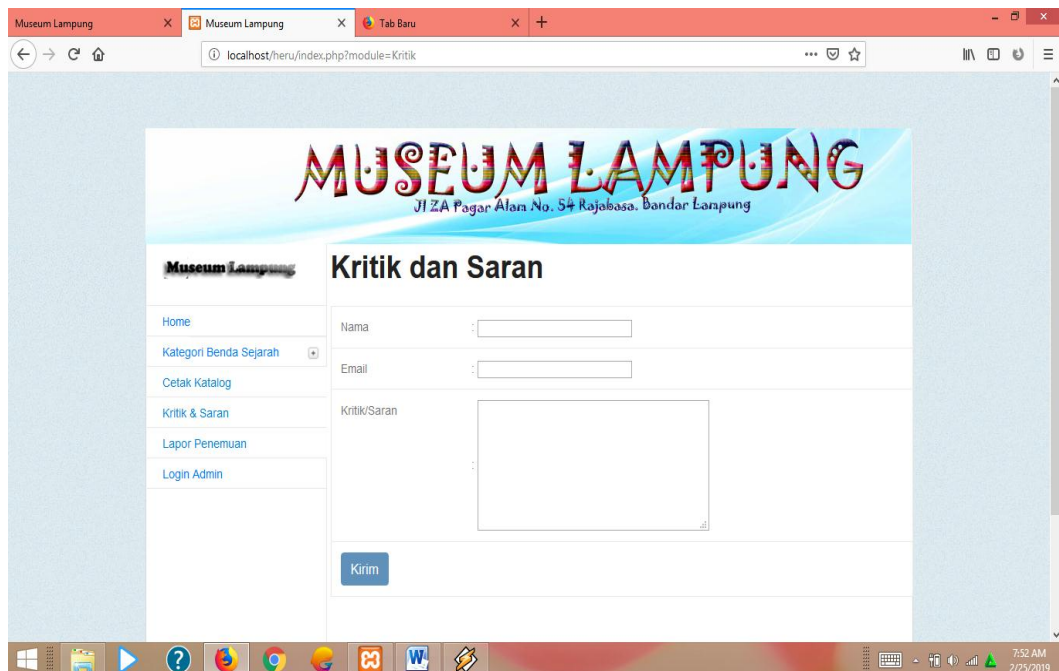 Museum Lampung
Museum Lampung
Tab Baru
localhost/heru/index.php?module=Kritik
MUSEUM LAMPUNG
Jl ZA Pagar Alam No. 54 Rajabasa. Bandar Lampung
Museum Lampung
Kritik dan Saran
Home
Kategori Benda Sejarah
Cetak Katalog
Kritik & Saran
Lapor Penemuan
Login Admin
Nama :
Email :
Kritik/Saran :
Kirim
7:52 AM
2/25/2019